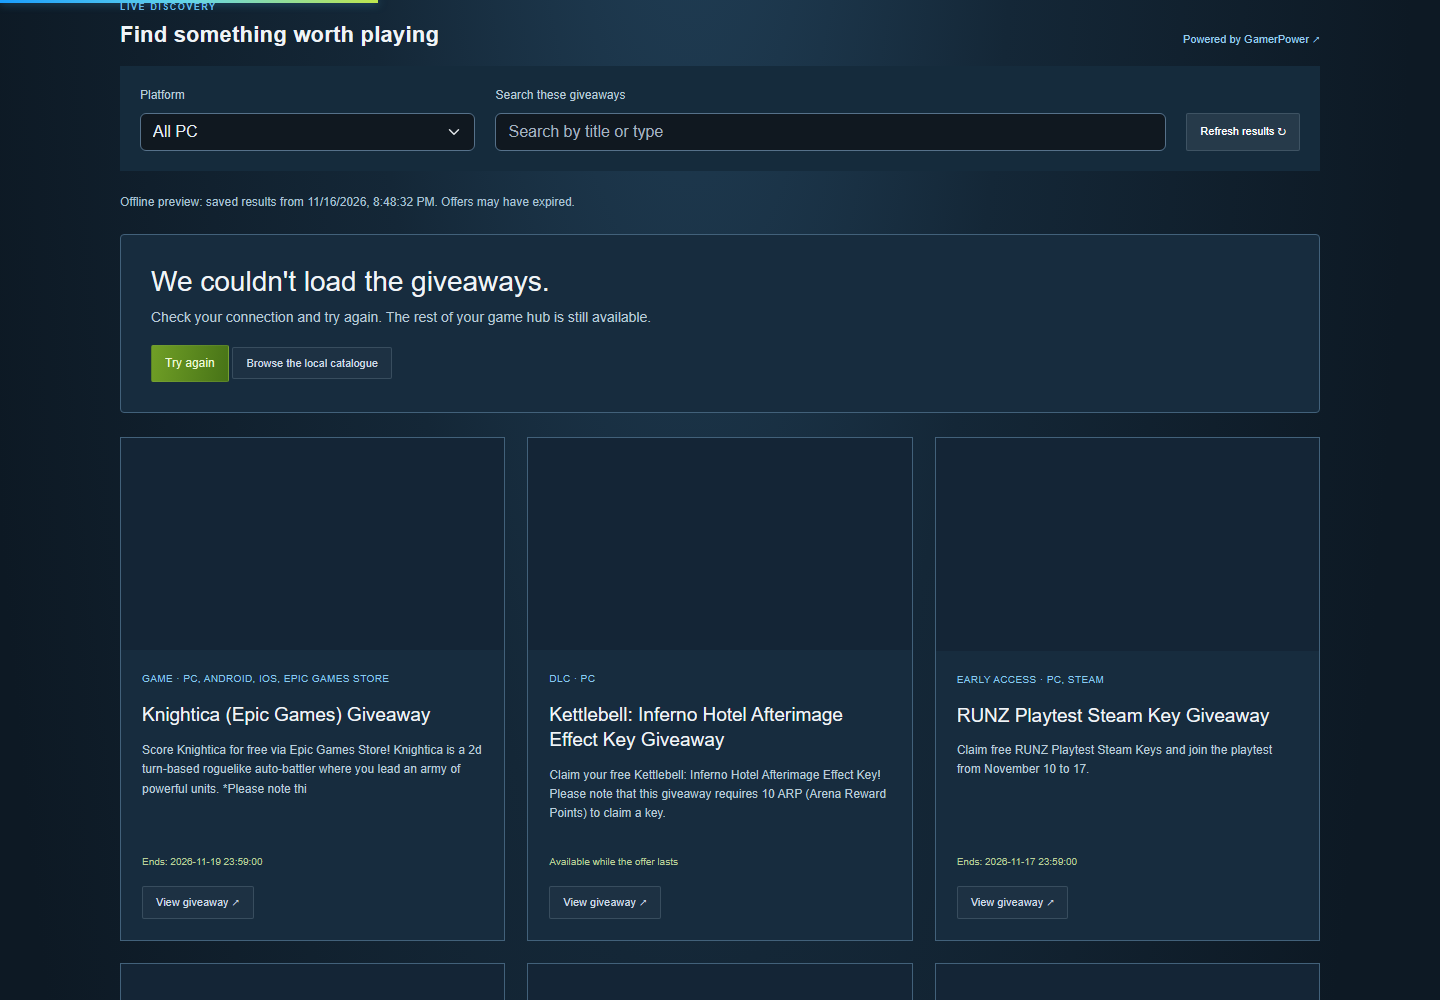 LIVE DISCOVERY
Find something worth playing
Powered by GamerPower ↗
Platform
Search these giveaways
All PC
Search by title or type
Refresh results ↻
Offline preview: saved results from 11/16/2026, 8:48:32 PM. Offers may have expired.
We couldn't load the giveaways.
Check your connection and try again. The rest of your game hub is still available.
Try again
Browse the local catalogue
GAME · PC, ANDROID, IOS, EPIC GAMES STORE
Knightica (Epic Games) Giveaway
Score Knightica for free via Epic Games Store! Knightica is a 2d
turn-based roguelike auto-battler where you lead an army of
powerful units. *Please note thi
Ends: 2026-11-19 23:59:00
View giveaway ↗
DLC · PC
Kettlebell: Inferno Hotel Afterimage
Effect Key Giveaway
Claim your free Kettlebell: Inferno Hotel Afterimage Effect Key!
Please note that this giveaway requires 10 ARP (Arena Reward
Points) to claim a key.
Available while the offer lasts
View giveaway ↗
EARLY ACCESS · PC, STEAM
RUNZ Playtest Steam Key Giveaway
Claim free RUNZ Playtest Steam Keys and join the playtest
from November 10 to 17.
Ends: 2026-11-17 23:59:00
View giveaway ↗